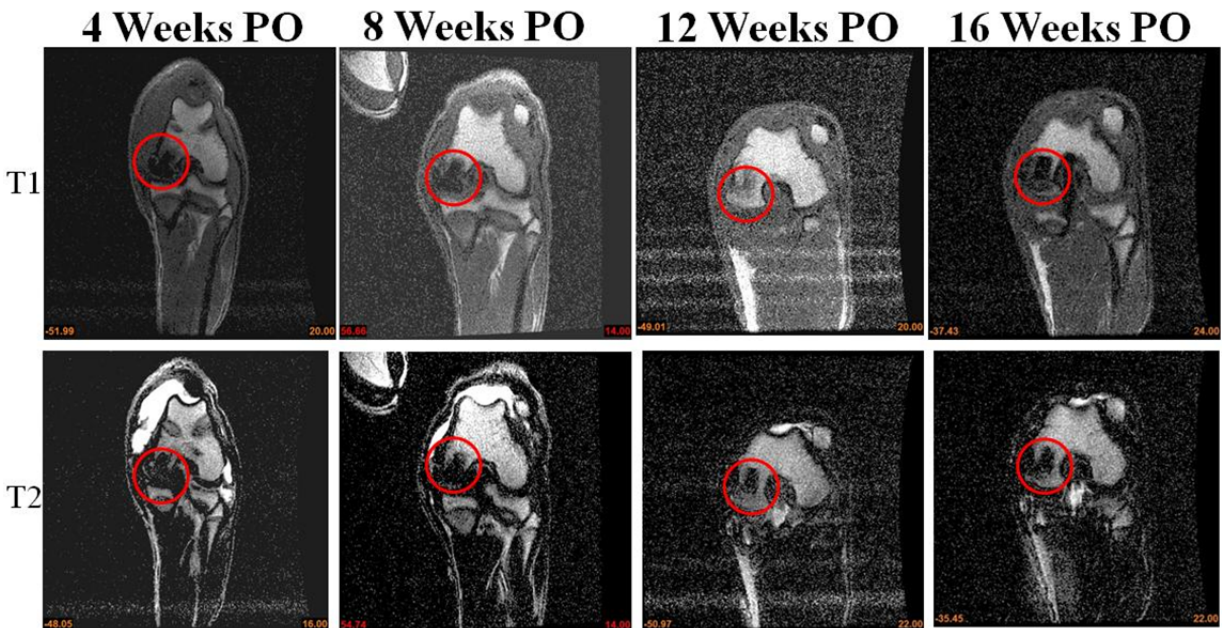 4 Weeks PO 8 Weeks PO 12 Weeks PO 16 Weeks PO
T1
-51.99 20.00 56.66 14.00 -49.01 20.00 -37.43 24.00
T2
-48.05 16.00 54.74 14.00 -50.97 22.00 -35.45 22.00